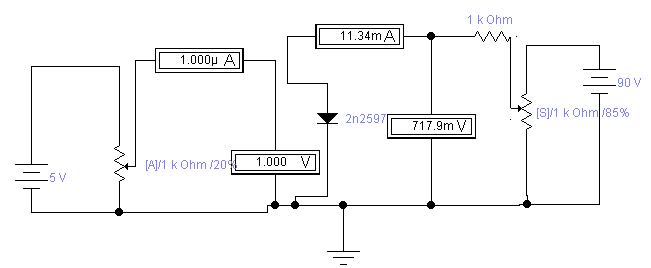 1 k Ohm
11.34m A
1.000µ A
90 V
2n2597
[S]/1 k Ohm /85%
717.9m V
1.000 V
[A]/1 k Ohm /20%
5 V